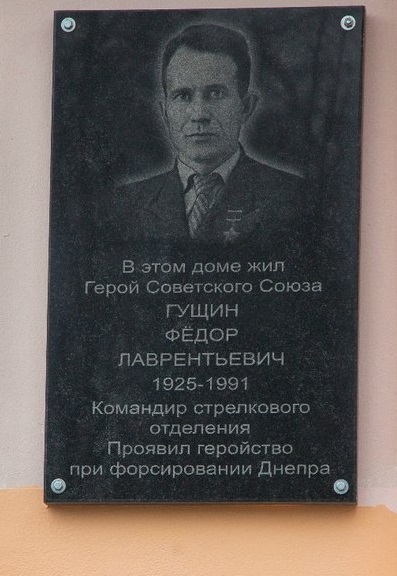 В этом доме жил
Герой Советского Союза
ГУЩИН
ФЁДОР
ЛАВРЕНТЬЕВИЧ
1925-1991
Командир стрелкового
отделения
Проявил геройство
при форсировании Днепра